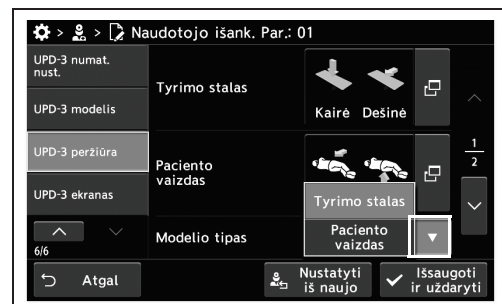 > > Naudotojo išank. Par.: 01
UPD-3 numat.
nust.
UPD-3 modelis
UPD-3 peržiūra
UPD-3 ekranas
6/6
Tyrimo stalas
Kairė Dešinė
Paciento
vaizdas
Tyrimo stalas
Modelio tipas
Paciento
vaizdas
1
2
Atgal
Nustatyti
iš naujo
Išsaugoti
ir uždaryti